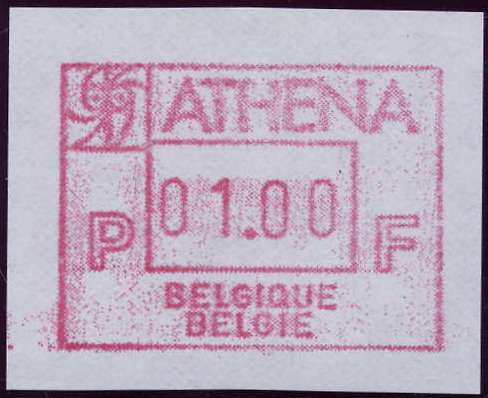 ATHENA
01.00
P F
BELGIQUE
BELGIE